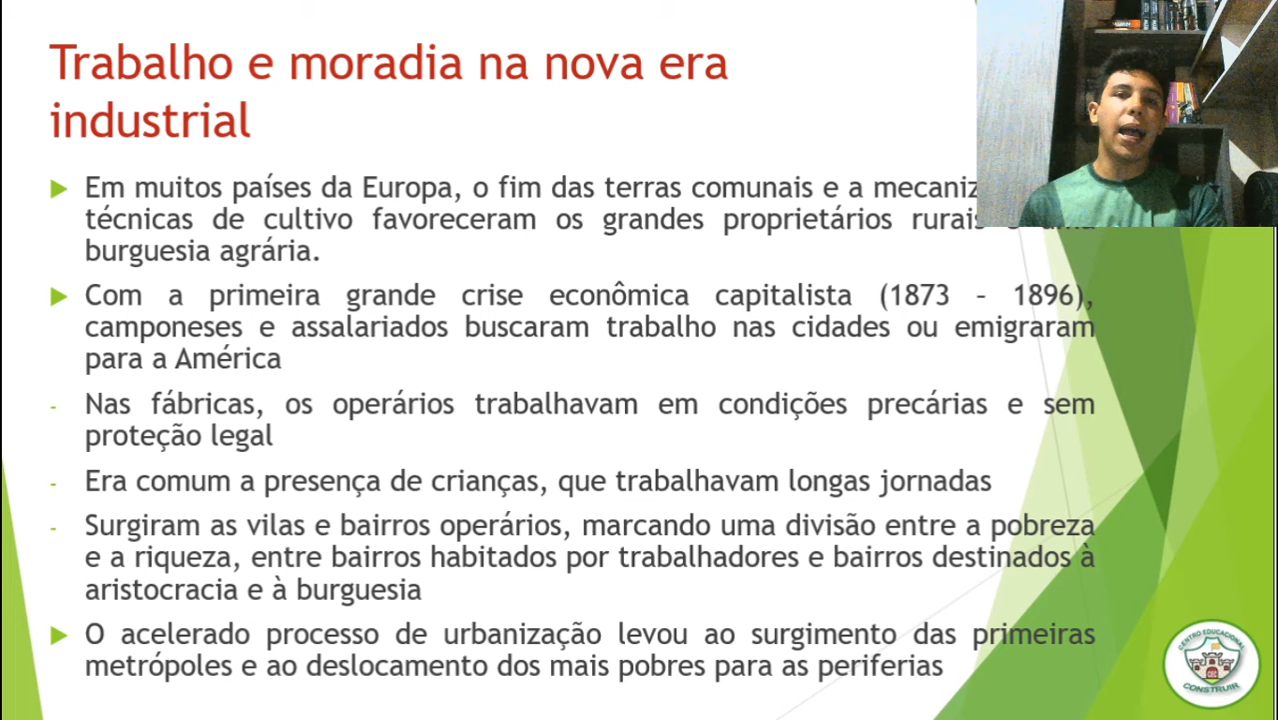 Trabalho e moradia na nova era
industrial
Em muitos países da Europa, o fim das terras comunais e a
técnicas de cultivo favoreceram os grandes proprietários rurais
burguesia agrária.
Com a primeira grande crise econômica capitalista (1873 – 1896),
camponeses e assalariados buscaram trabalho nas cidades ou emigraram
para a América
- Nas fábricas, os operários trabalhavam em condições precárias e sem
proteção legal
- Era comum a presença de crianças, que trabalhavam longas jornadas
- Surgiram as vilas e bairros operários, marcando uma divisão entre a pobreza
e a riqueza, entre bairros habitados por trabalhadores e bairros destinados à
aristocracia e à burguesia
O acelerado processo de urbanização levou ao surgimento das primeiras
metrópoles e ao deslocamento dos mais pobres para as periferias
CENTRO EDUCACIONAL
CEC
CONSTRUIR